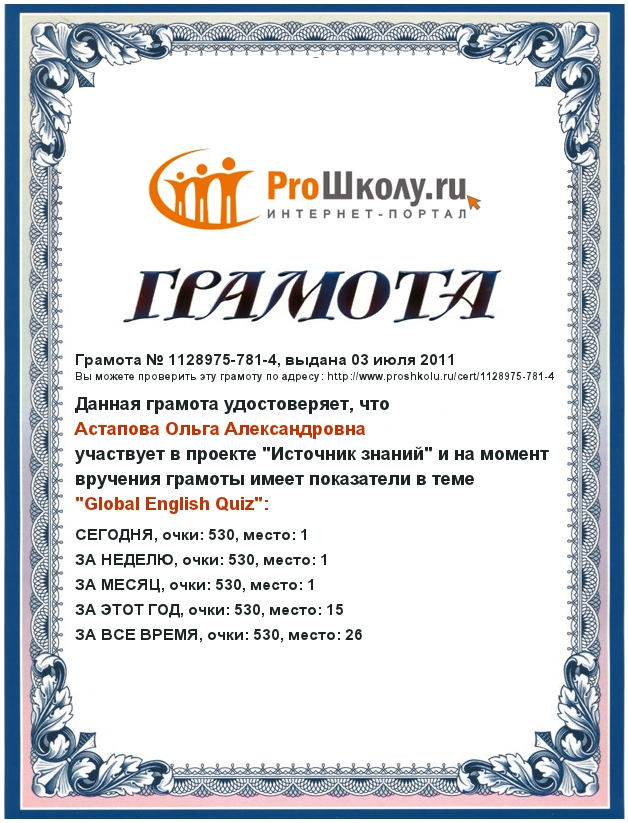 ProШколу.ru
ИНТЕРНЕТ-ПОРТАЛ
ГРАМОТА
Грамота № 1128975-781-4, выдана 03 июля 2011
Вы можете проверить эту грамоту по адресу: http://www.proshkolu.ru/cert/1128975-781-4
Данная грамота удостоверяет, что
Астапова Ольга Александровна
участвует в проекте "Источник знаний" и на момент
вручения грамоты имеет показатели в теме
"Global English Quiz":
СЕГОДНЯ, очки: 530, место: 1
ЗА НЕДЕЛЮ, очки: 530, место: 1
ЗА МЕСЯЦ, очки: 530, место: 1
ЗА ЭТОТ ГОД, очки: 530, место: 15
ЗА ВСЕ ВРЕМЯ, очки: 530, место: 26